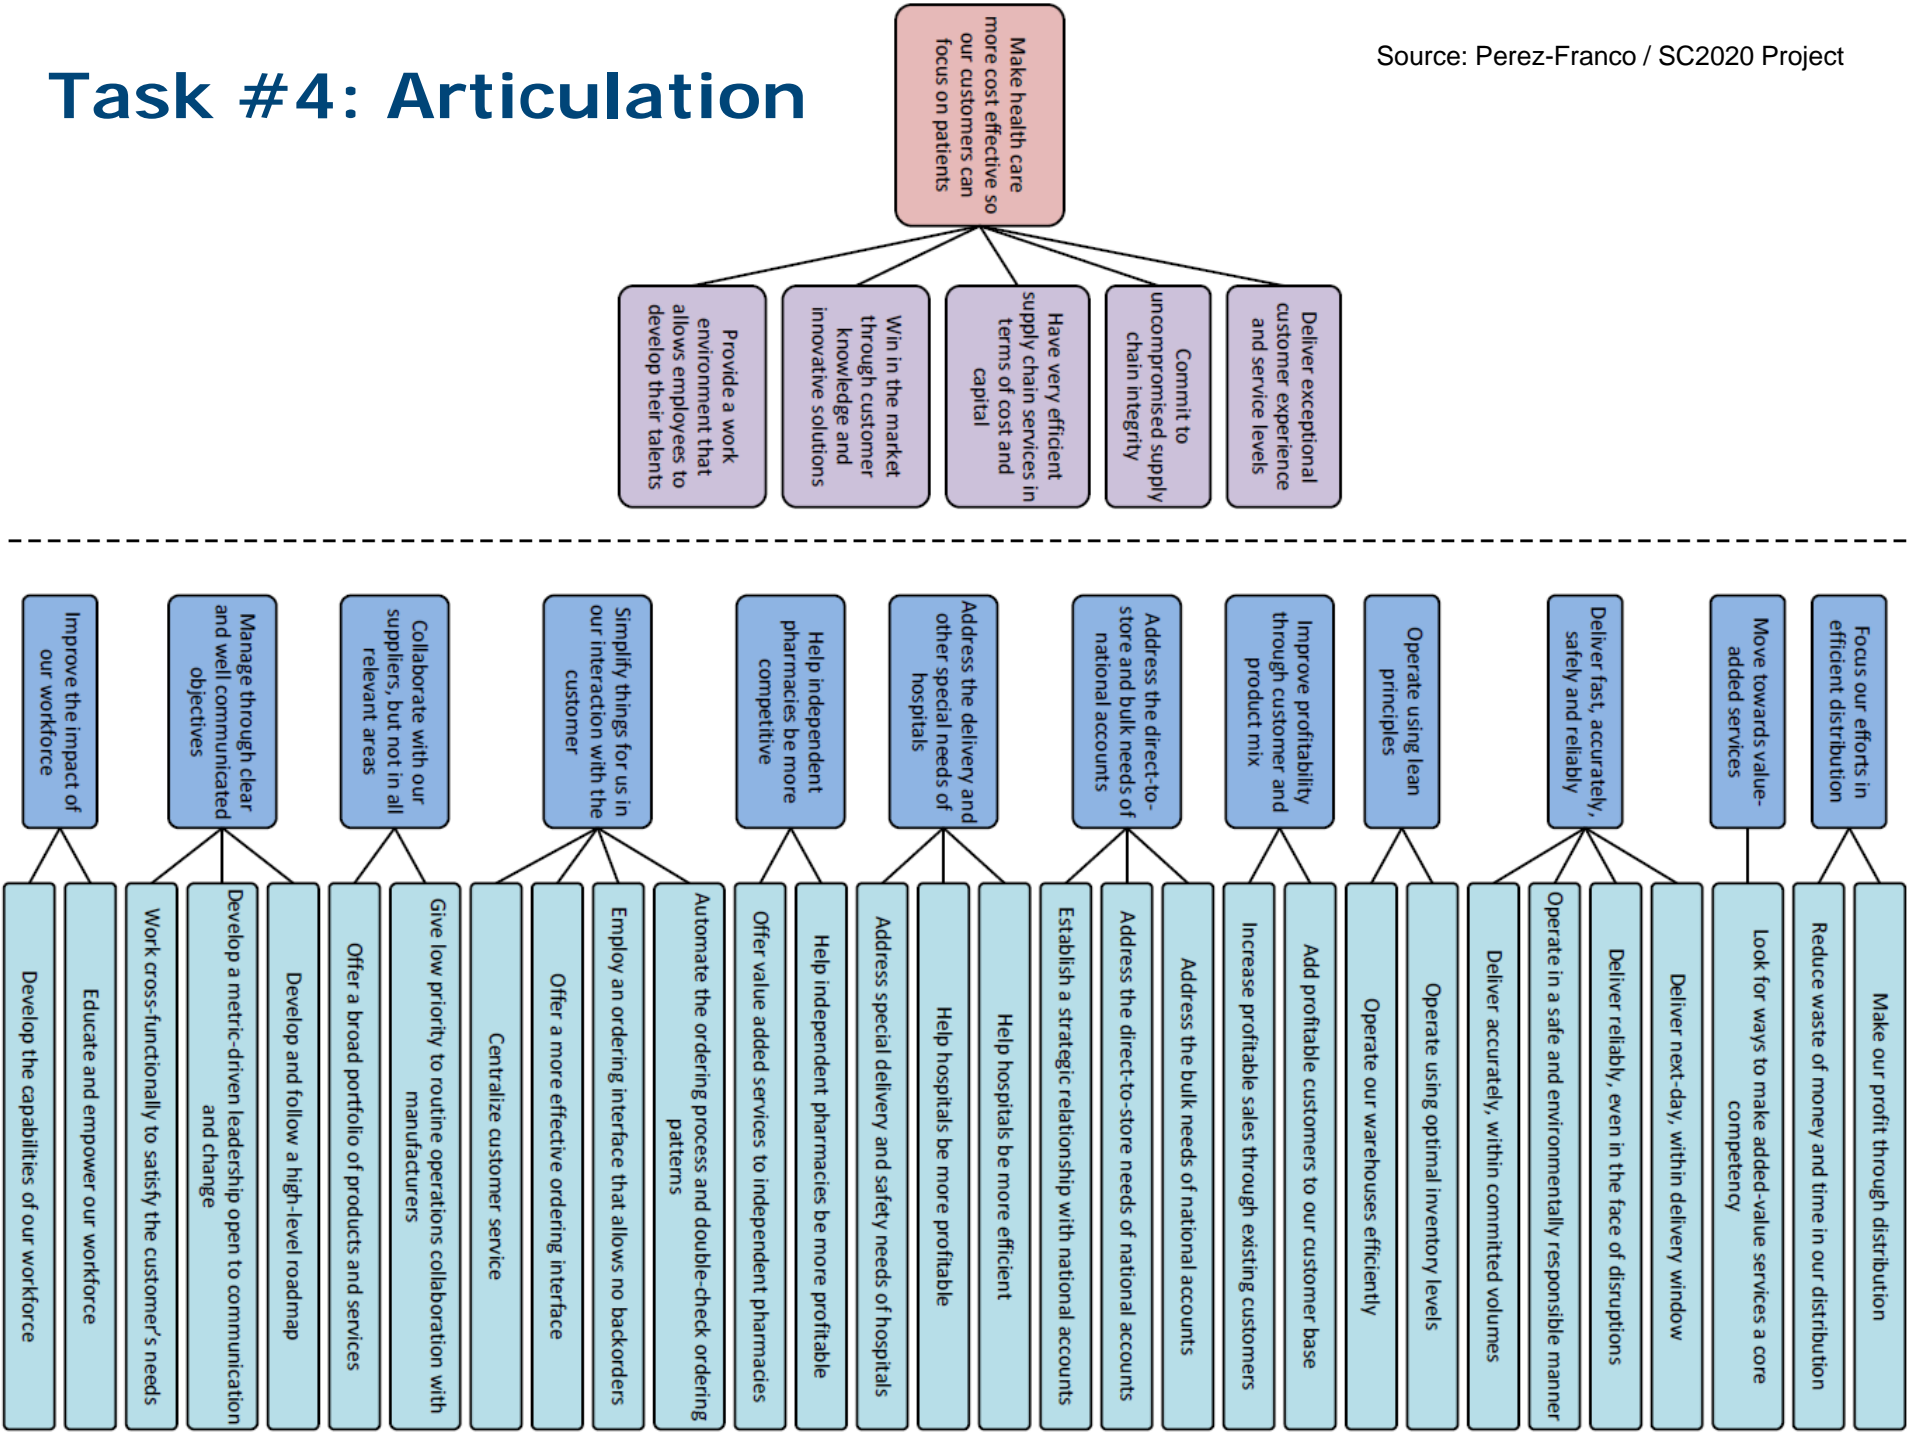 Task #4: Articulation
Source: Perez-Franco / SC2020 Project
Make health care
more cost effective so
our customers can
focus on patients
Provide a work
environment that
allows employees to
develop their talents
Win in the market
through customer
knowledge and
innovative solutions
Have very efficient
supply chain services in
terms of cost and
capital
Commit to
uncompromised supply
chain integrity
Deliver exceptional
customer experience
and service levels
Improve the impact of
our workforce
Manage through clear
and well communicated
objectives
Collaborate with our
suppliers, but not in all
relevant areas
Simplify things for us in
our interaction with the
customer
Help independent
pharmacies be more
competitive
Address the delivery and
other special needs of
hospitals
Address the direct-to-
store and bulk needs of
national accounts
Improve profitability
through customer and
product mix
Operate using lean
principles
Deliver fast, accurately,
safely and reliably
Move towards value-
added services
Focus our efforts in
efficient distribution
Develop the capabilities of our workforce
Educate and empower our workforce
Work cross-functionally to satisfy the customer's needs
Develop a metric-driven leadership open to communication
and change
Develop and follow a high-level roadmap
Offer a broad portfolio of products and services
Give low priority to routine operations collaboration with
manufacturers
Centralize customer service
Offer a more effective ordering interface
Employ an ordering interface that allows no backorders
Automate the ordering process and double-check ordering
patterns
Offer value added services to independent pharmacies
Help independent pharmacies be more profitable
Address special delivery and safety needs of hospitals
Help hospitals be more profitable
Help hospitals be more efficient
Establish a strategic relationship with national accounts
Address the direct-to-store needs of national accounts
Address the bulk needs of national accounts
Increase profitable sales through existing customers
Add profitable customers to our customer base
Operate our warehouses efficiently
Operate using optimal inventory levels
Deliver accurately, within committed volumes
Operate in a safe and environmentally responsible manner
Deliver reliably, even in the face of disruptions
Deliver next-day, within delivery window
Look for ways to make added-value services a core
competency
Reduce waste of money and time in our distribution
Make our profit through distribution